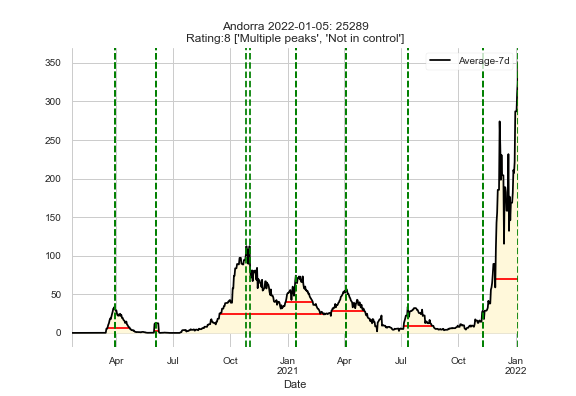 Andorra 2022-01-05: 25289
Rating:8 ['Multiple peaks', 'Not in control']
Average-7d
350
300
250
200
150
100
50
0
Apr Jul Oct Jan Apr Jul Oct Jan
2021 2022
Date